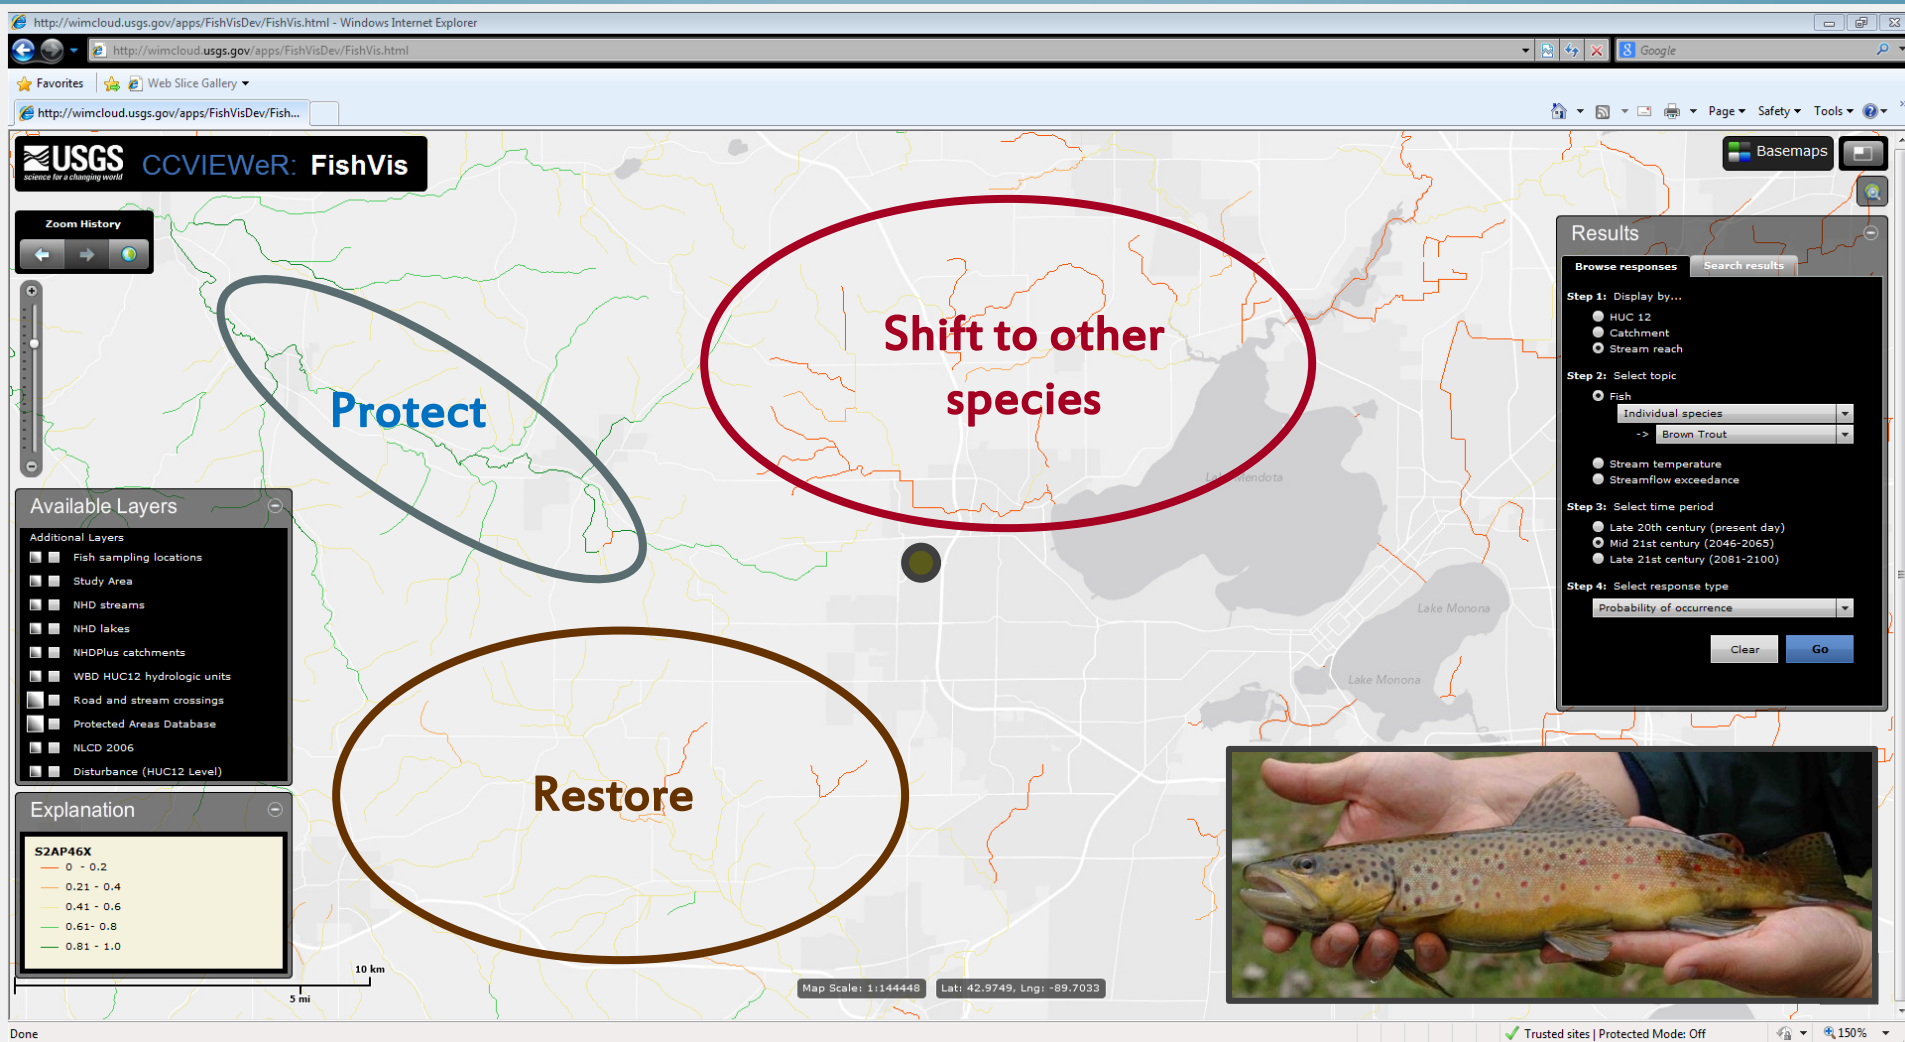 http://wimcloud.usgs.gov/apps/FishVisDev/FishVis.html - Windows Internet Explorer
http://wimcloud.usgs.gov/apps/FishVisDev/FishVis.html
Google
Favorites
Web Slice Gallery
http://wimcloud.usgs.gov/apps/FishVisDev/Fish...
Page
Safety
Tools
USGS
science for a changing world
CCVIEWeR: FishVis
Basemaps
Zoom History
Results
Browse responses
Search results
Step 1: Display by...
HUC 12
Catchment
Stream reach
Step 2: Select topic
Fish
Individual species
-> Brown Trout
Stream temperature
Streamflow exceedance
Step 3: Select time period
Late 20th century (present day)
Mid 21st century (2046-2065)
Late 21st century (2081-2100)
Step 4: Select response type
Probability of occurrence
Clear
Go
Protect
Shift to other
species
Restore
Lake Mendota
Lake Monona
Lake Monona
Available Layers
Additional Layers
Fish sampling locations
Study Area
NHD streams
NHD lakes
NHDPlus catchments
WBD HUC12 hydrologic units
Road and stream crossings
Protected Areas Database
NLCD 2006
Disturbance (HUC12 Level)
Explanation
S2AP46X
0 - 0.2
0.21 - 0.4
0.41 - 0.6
0.61- 0.8
0.81 - 1.0
10 km
5 mi
Map Scale: 1:144448
Lat: 42.9749, Lng: -89.7033
Done
Trusted sites | Protected Mode: Off
150%